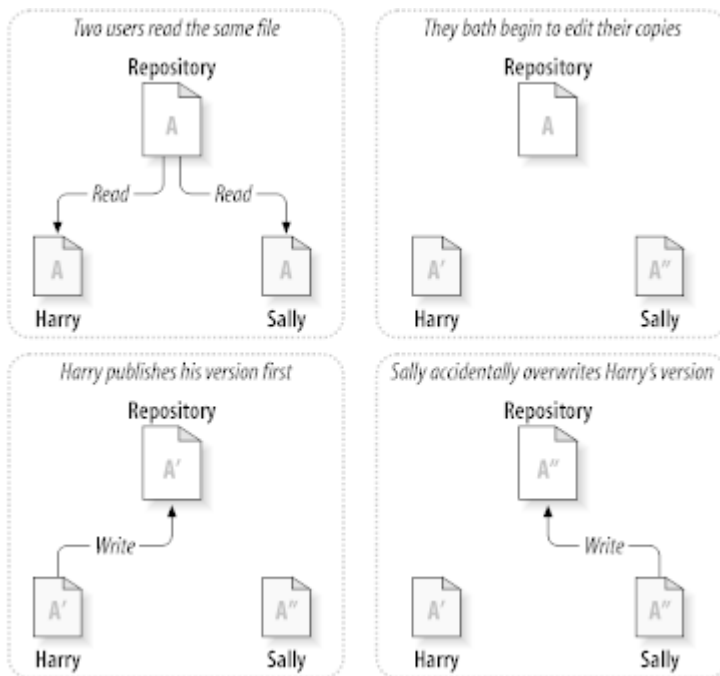 Two users read the same file
Repository
A
Read
Read
A
A
Harry
Sally
They both begin to edit their copies
Repository
A
A'
A"
Harry
Sally
Harry publishes his version first
Repository
A'
Write
A'
A"
Harry
Sally
Sally accidentally overwrites Harry's version
Repository
A"
Write
A'
A"
Harry
Sally